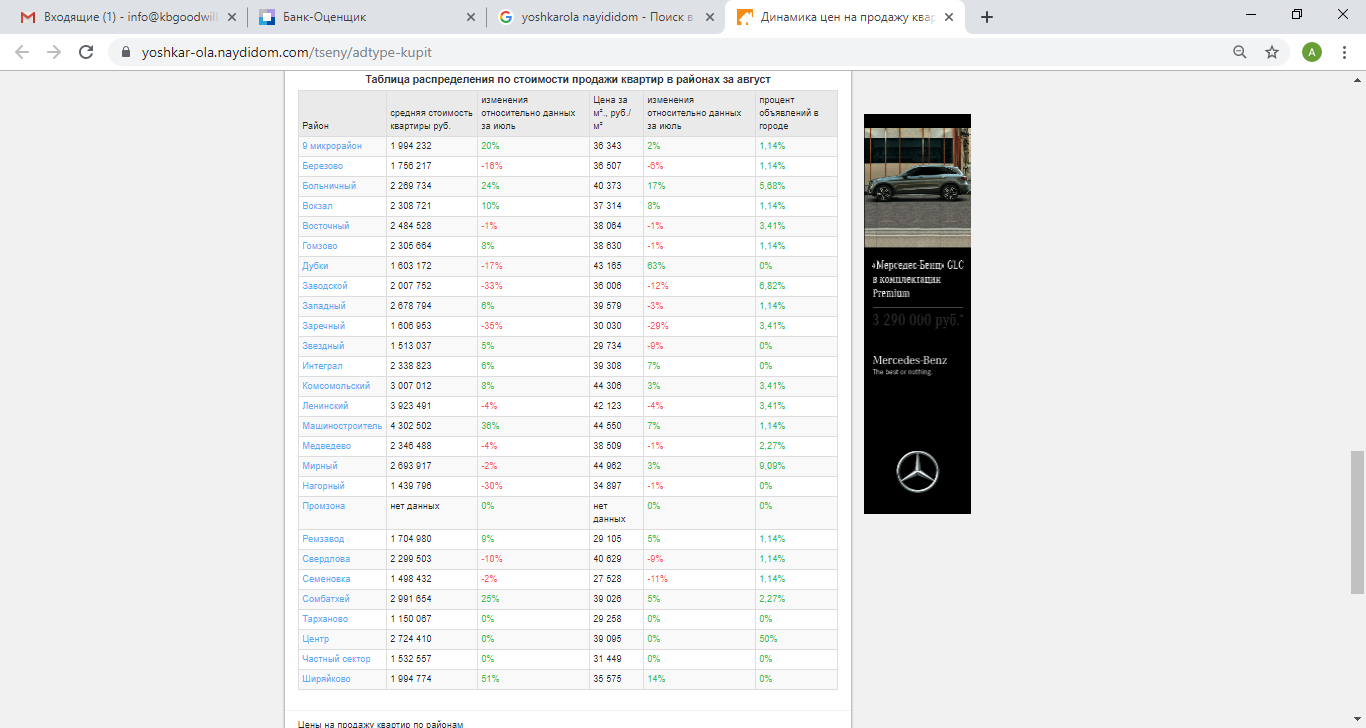 Входящие (1) - info@kbgoodwill
Банк-Оценщик
yoshkarola nayididom - Поиск в
Динамика цен на продажу квар
yoshkar-ola.naydidom.com/tseny/adtype-kupit
A
Таблица распределения по стоимости продажи квартир в районах за август
Район средняя стоимость квартиры руб. изменения относительно данных за июль Цена за м²., руб./м² изменения относительно данных за июль процент объявлений в городе
9 микрорайон 1 994 232 20% 36 343 2% 1,14%
Березово 1 756 217 -16% 36 507 -6% 1,14%
Больничный 2 269 734 24% 40 373 17% 5,68%
Вокзал 2 308 721 10% 37 314 8% 1,14%
Восточный 2 484 528 -1% 38 064 -1% 3,41%
Гомзово 2 305 664 8% 38 630 -1% 1,14%
Дубки 1 603 172 -17% 43 165 63% 0%
Заводской 2 007 752 -33% 36 006 -12% 6,82%
Западный 2 678 794 6% 39 579 -3% 1,14%
Заречный 1 606 953 -35% 30 030 -29% 3,41%
Звездный 1 513 037 5% 29 734 -9% 0%
Интеграл 2 338 823 6% 39 308 7% 0%
Комсомольский 3 007 012 8% 44 306 3% 3,41%
Ленинский 3 923 491 -4% 42 123 -4% 3,41%
Машиностроитель 4 302 502 36% 44 550 7% 1,14%
Медведево 2 346 488 -4% 38 509 -1% 2,27%
Мирный 2 693 917 -2% 44 962 3% 9,09%
Нагорный 1 439 796 -30% 34 897 -1% 0%
Промзона нет данных 0% нет данных 0% 0%
Ремзавод 1 704 980 9% 29 105 5% 1,14%
Свердлова 2 299 503 -10% 40 629 -9% 1,14%
Семеновка 1 498 432 -2% 27 528 -11% 1,14%
Сомбатхей 2 991 654 25% 39 026 5% 2,27%
Тарханово 1 150 067 0% 29 258 0% 0%
Центр 2 724 410 0% 39 095 0% 50%
Частный сектор 1 532 557 0% 31 449 0% 0%
Ширяйково 1 994 774 51% 35 575 14% 0%
Цены на продажу квартир по районам
«Мерседес-Бенц» GLC
в комплектации
Premium
3 290 000 руб.*
Mercedes-Benz
The best or nothing.